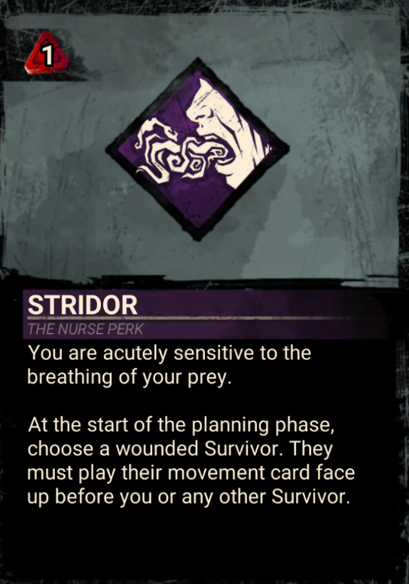 1
STRIDOR
THE NURSE PERK
You are acutely sensitive to the
breathing of your prey.
At the start of the planning phase,
choose a wounded Survivor. They
must play their movement card face
up before you or any other Survivor.